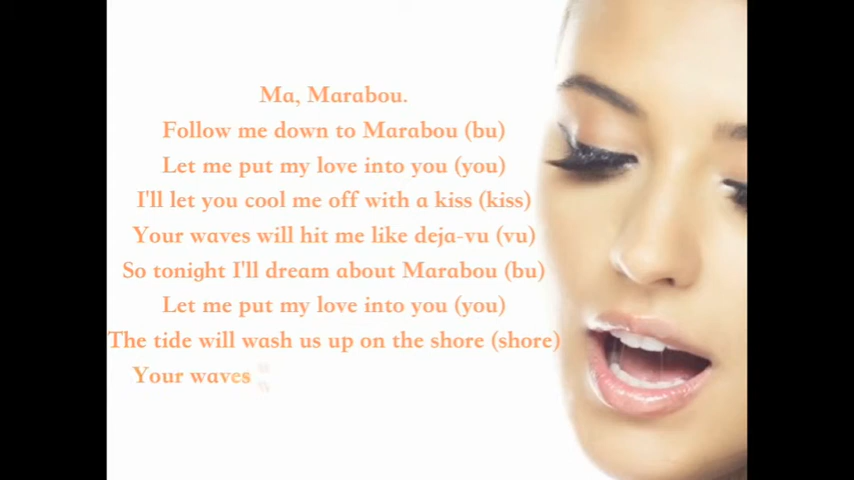 Ma, Marabou.
Follow me down to Marabou (bu)
Let me put my love into you (you)
I'll let you cool me off with a kiss (kiss)
Your waves will hit me like deja-vu (vu)
So tonight I'll dream about Marabou (bu)
Let me put my love into you (you)
The tide will wash us up on the shore (shore)
Your waves